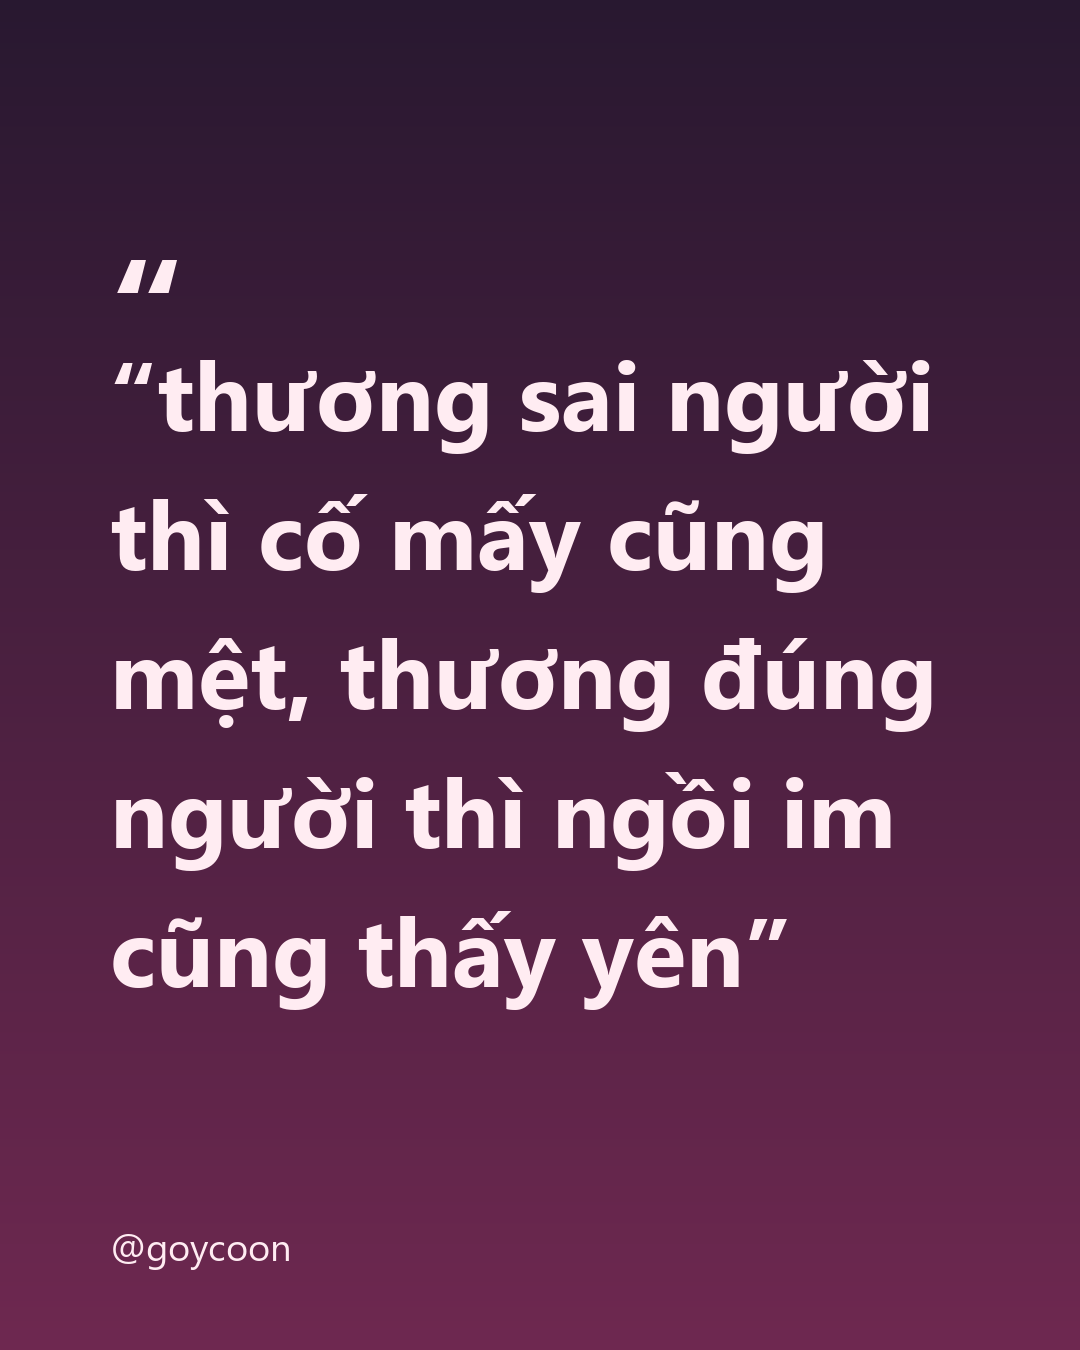 “
“thương sai người
thì cố mấy cũng
mệt, thương đúng
người thì ngồi im
cũng thấy yên”
@goycoon